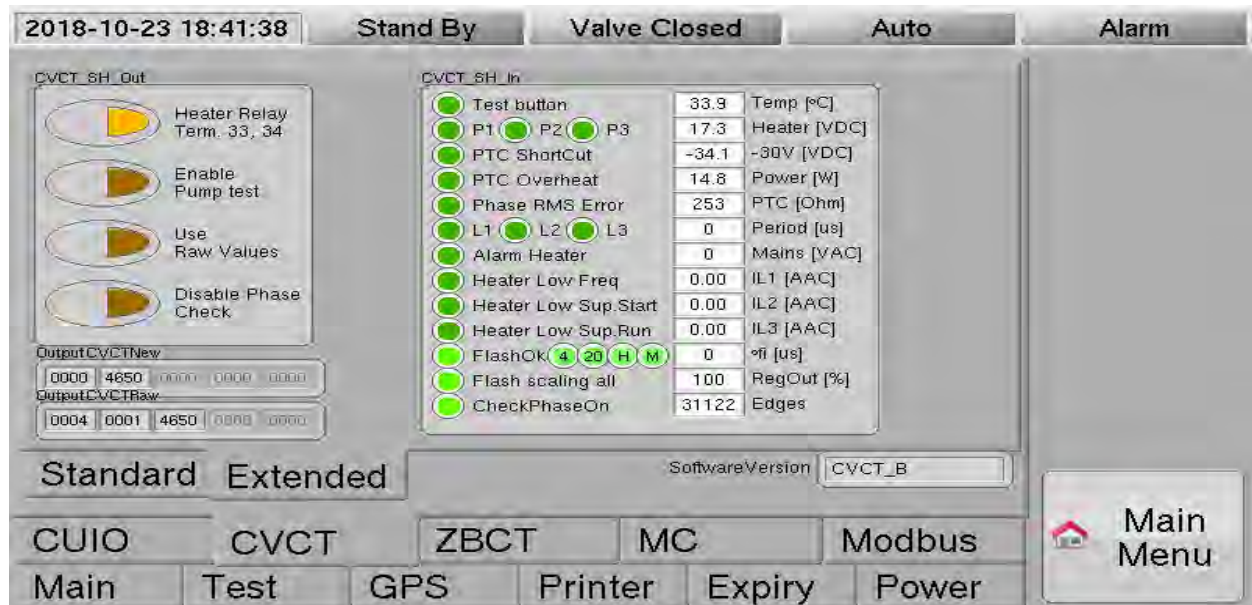 2018-10-23 18:41:38 Stand By Valve Closed Auto Alarm
CVCT_SH_Out
Heater Relay
Term. 33, 34
Enable
Pump test
Use
Raw Values
Disable Phase
Check
OutputCVCTNew
0000 4650 0000 0000 0000
OutputCVCTRaw
0004 0001 4650 0000 0000
CVCT_SH_In
Test button 33.9 Temp [ºC]
P1 P2 P3 17.3 Heater [VDC]
PTC ShortCut -34.1 -30V [VDC]
PTC Overheat 14.8 Power [W]
Phase RMS Error 253 PTC [Ohm]
L1 L2 L3 0 Period [us]
Alarm Heater 0 Mains [VAC]
Heater Low Freq 0.00 IL1 [AAC]
Heater Low Sup.Start 0.00 IL2 [AAC]
Heater Low Sup.Run 0.00 IL3 [AAC]
FlashOk 4 20 H M 0 ºfi [us]
Flash scaling all 100 RegOut [%]
CheckPhaseOn 31122 Edges
Standard Extended
SoftwareVersion CVCT_B
CUIO CVCT ZBCT MC Modbus
Main Test GPS Printer Expiry Power
Main
Menu